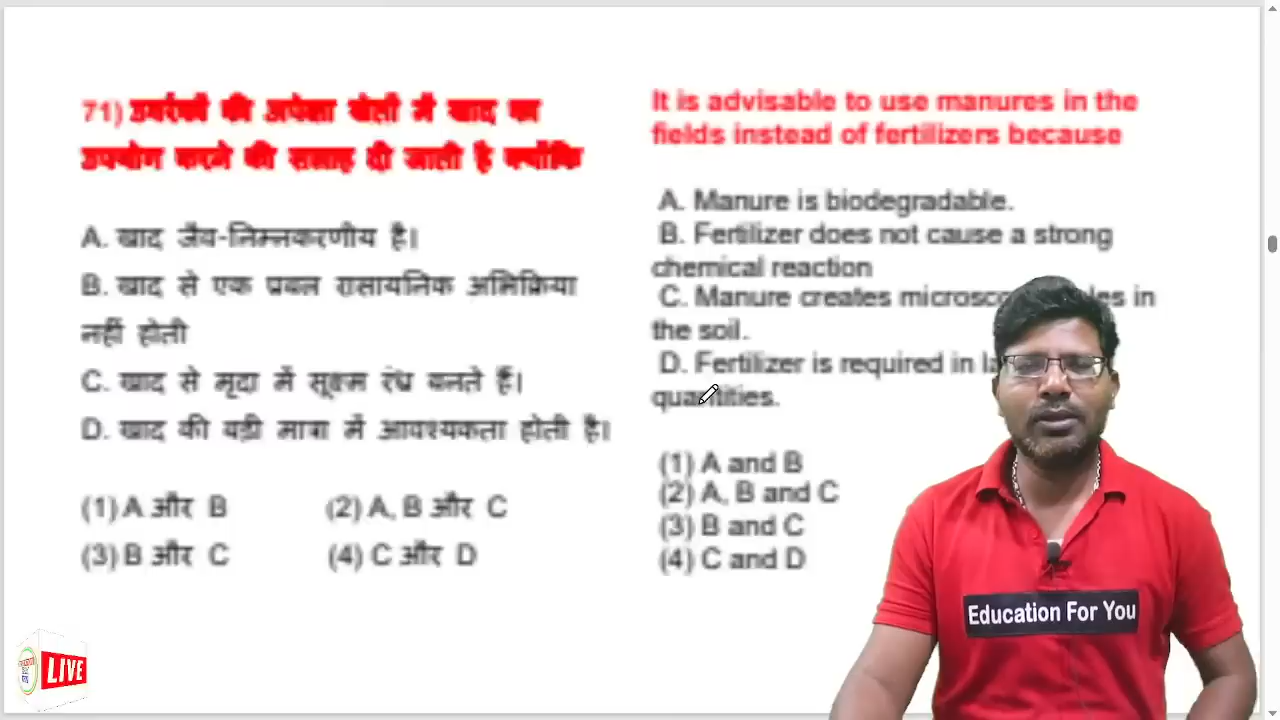 71) उर्वरकों की अपेक्षा खेतों में खाद का
उपयोग करने की सलाह दी जाती है क्योंकि
A. खाद जैव-निम्नकरणीय है।
B. खाद से एक प्रबल रासायनिक अभिक्रिया
नहीं होती
C. खाद से मृदा में सूक्ष्म रंध्र बनते हैं।
D. खाद की बड़ी मात्रा में आवश्यकता होती है।
(1) A और B (2) A, B और C
(3) B और C (4) C और D
It is advisable to use manures in the
fields instead of fertilizers because
A. Manure is biodegradable.
B. Fertilizer does not cause a strong
chemical reaction
C. Manure creates in
the soil.
D. Fertilizer is required in
quantities.
(1) A and B
(2) A, B and C
(3) B and C
(4) C and D
Education For You
LIVE